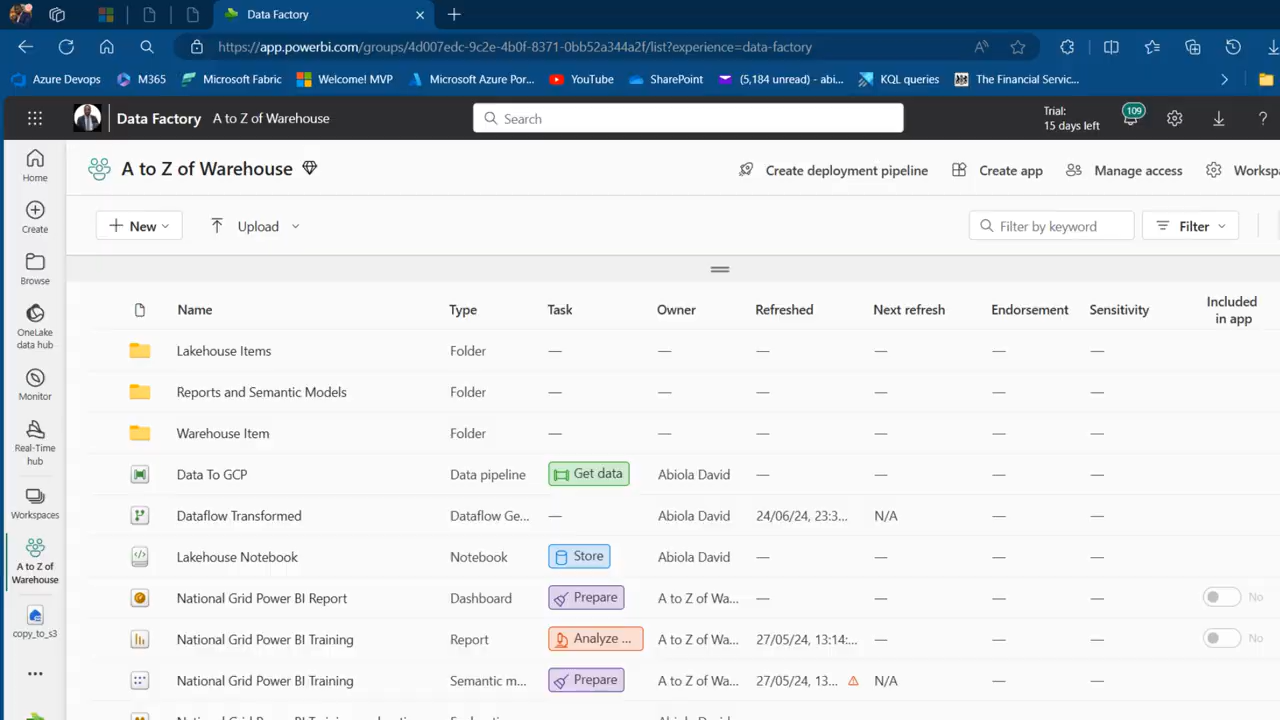 Data Factory
https://app.powerbi.com/groups/4d007edc-9c2e-4b0f-8371-0bb52a344a2f/list?experience=data-factory
Azure Devops M365 Microsoft Fabric Welcome! MVP Microsoft Azure Por... YouTube SharePoint (5,184 unread) - abi... KQL queries The Financial Servic...
Data Factory A to Z of Warehouse Search Trial: 15 days left 109 ?
Home
Create
Browse
OneLake
data hub
Monitor
Real-Time
hub
Workspaces
A to Z of
Warehouse
copy_to_s3
A to Z of Warehouse Create deployment pipeline Create app Manage access Workspa
New Upload Filter by keyword Filter
Name Type Task Owner Refreshed Next refresh Endorsement Sensitivity Included in app
Lakehouse Items Folder — — — — — —
Reports and Semantic Models Folder — — — — — —
Warehouse Item Folder — — — — — —
Data To GCP Data pipeline Get data Abiola David — — — —
Dataflow Transformed Dataflow Ge... — Abiola David 24/06/24, 23:3... N/A — —
Lakehouse Notebook Notebook Store Abiola David — — — —
National Grid Power BI Report Dashboard Prepare A to Z of Wa... — — — — No
National Grid Power BI Training Report Analyze ... A to Z of Wa... 27/05/24, 13:14:... — — — No
National Grid Power BI Training Semantic m... Prepare A to Z of Wa... 27/05/24, 13... N/A — —